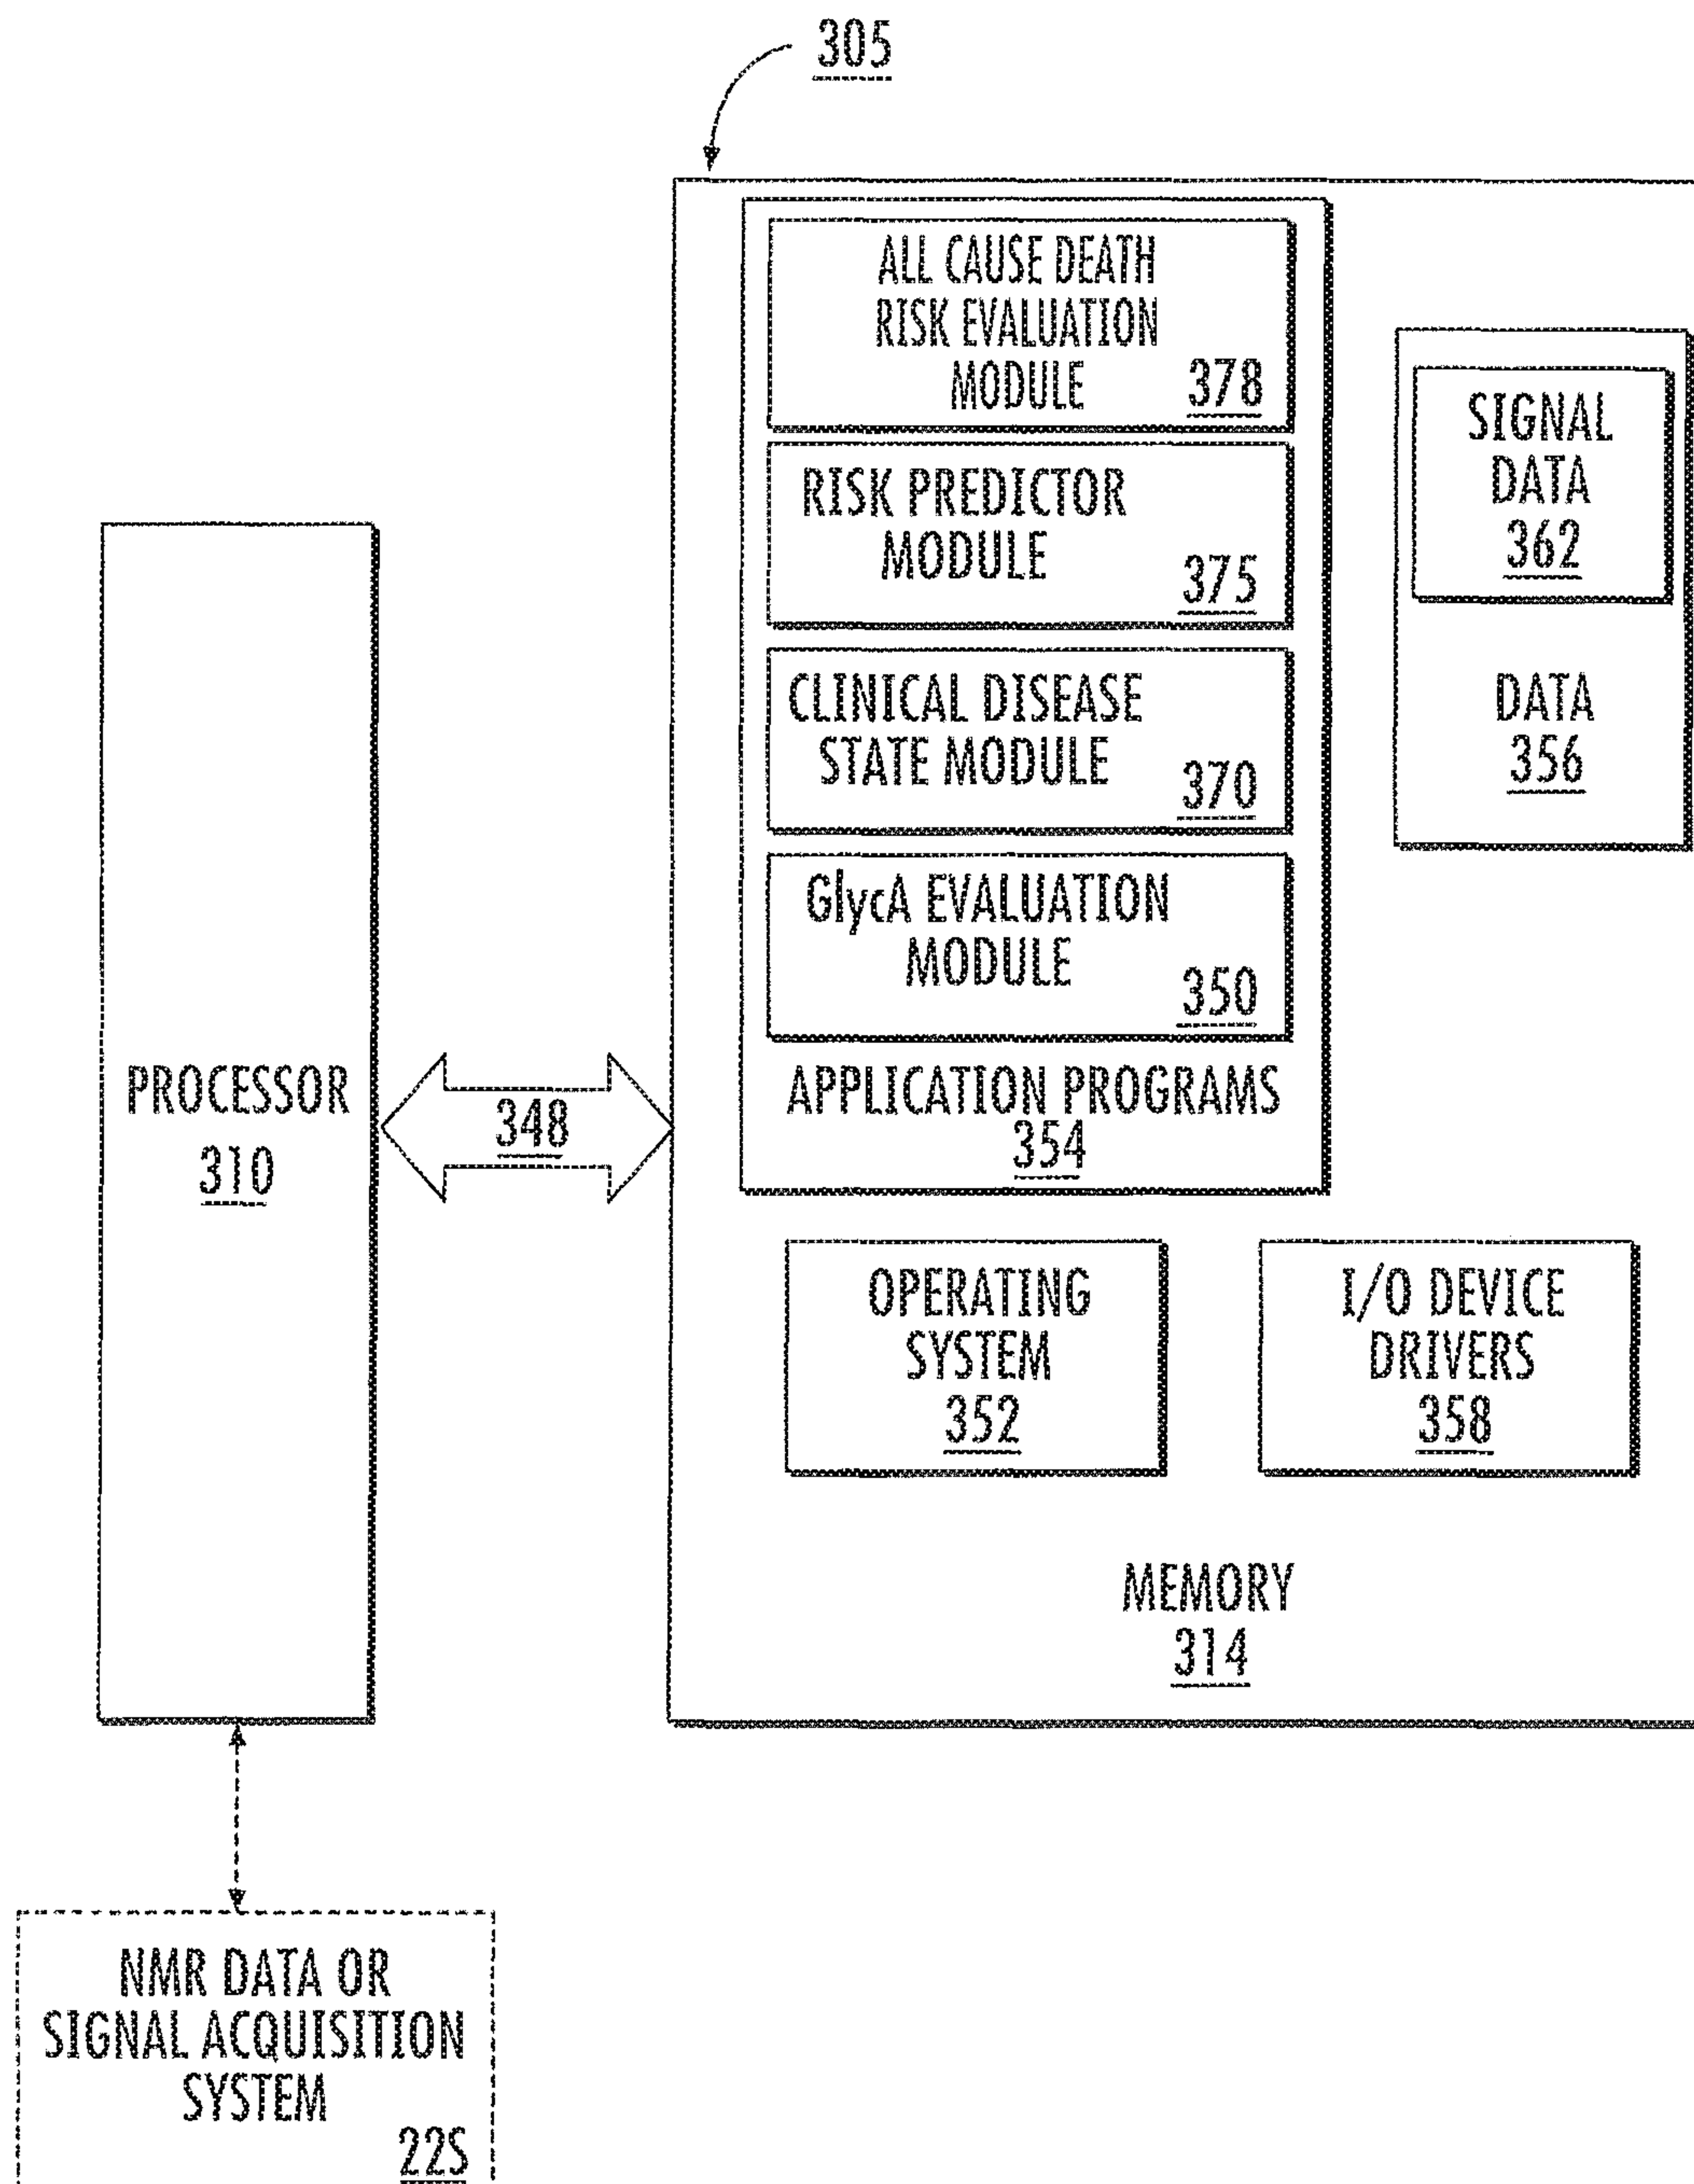 305
ALL CAUSE DEATH
RISK EVALUATION
MODULE
378
RISK PREDICTOR
MODULE
375
CLINICAL DISEASE
STATE MODULE
370
GlycA EVALUATION
MODULE
350
APPLICATION PROGRAMS
354
SIGNAL
DATA
362
DATA
356
PROCESSOR
310
348
OPERATING
SYSTEM
352
I/O DEVICE
DRIVERS
358
MEMORY
314
NMR DATA OR
SIGNAL ACQUISITION
SYSTEM
22S